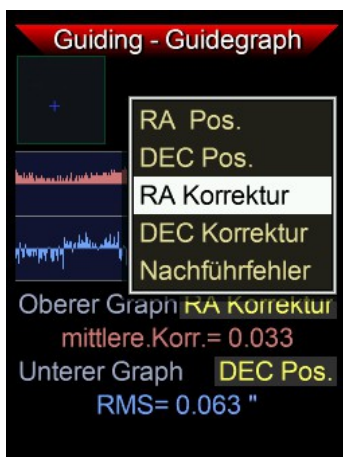 Guiding - Guidegraph
RA Pos.
DEC Pos.
RA Korrektur
DEC Korrektur
Nachführfehler
Oberer Graph RA Korrektur
mittlere.Korr.= 0.033
Unterer Graph DEC Pos.
RMS= 0.063 "